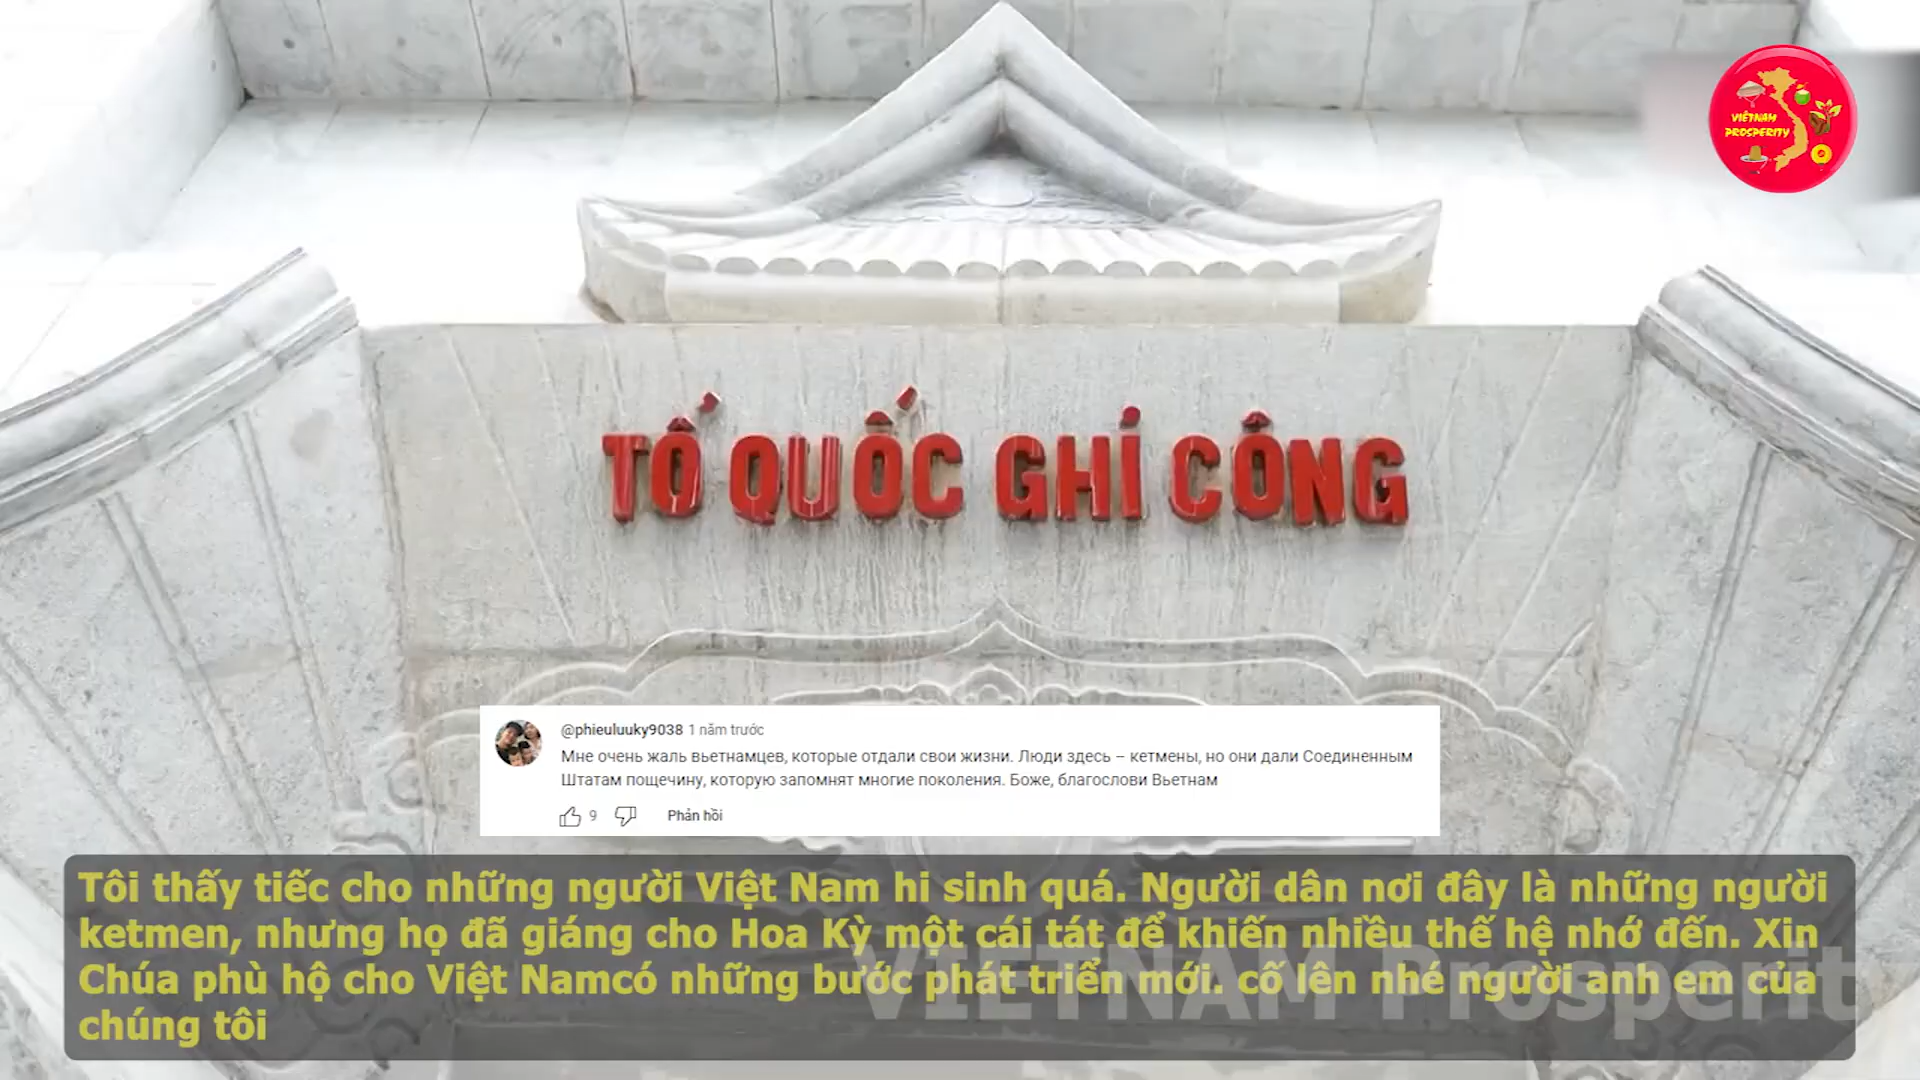 VIETNAM
PROSPERITY
TỔ QUỐC GHI CÔNG
@phieuluuky9038 1 năm trước
Мне очень жаль вьетнамцев, которые отдали свои жизни. Люди здесь – кетмены, но они дали Соединенным
Штатам пощечину, которую запомнят многие поколения. Боже, благослови Вьетнам
9
Phản hồi
Tôi thấy tiếc cho những người Việt Nam hi sinh quá. Người dân nơi đây là những người
ketmen, nhưng họ đã giáng cho Hoa Kỳ một cái tát để khiến nhiều thế hệ nhớ đến. Xin
Chúa phù hộ cho Việt Namcó những bước phát triển mới. cố lên nhé người anh em của
chúng tôi
VIETNAM Prosperit